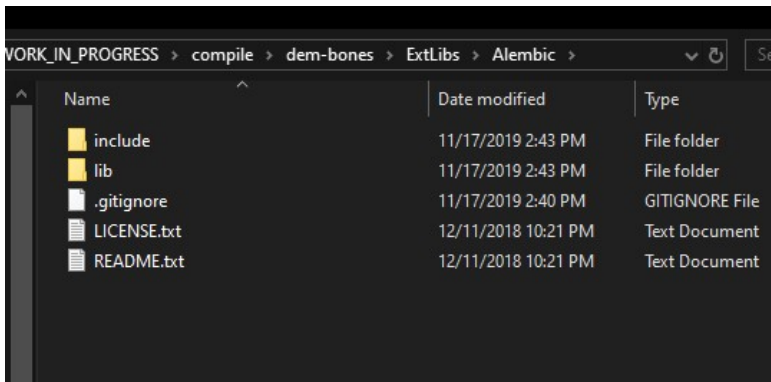 WORK_IN_PROGRESS > compile > dem-bones > ExtLibs > Alembic >
Name Date modified Type
include 11/17/2019 2:43 PM File folder
lib 11/17/2019 2:43 PM File folder
.gitignore 11/17/2019 2:40 PM GITIGNORE File
LICENSE.txt 12/11/2018 10:21 PM Text Document
README.txt 12/11/2018 10:21 PM Text Document